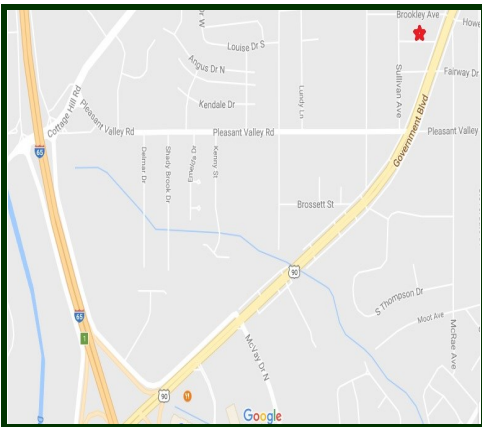 Brookley Ave
Howe
Dr W
Louise Dr S
Angus Dr N
Fairway Dr
Sullivan Ave
Cottage Hill Rd
Kendale Dr
Lundy Ln
Government Blvd
Pleasant Valley Rd
Pleasant Valley Rd
Pleasant Valley
65
Delmar Dr
Shady Brook Dr
Kenny St
Brossett St
90
S Thompson Dr
65
Moot Ave
1
McVay Dr N
McRae Ave
90
Google